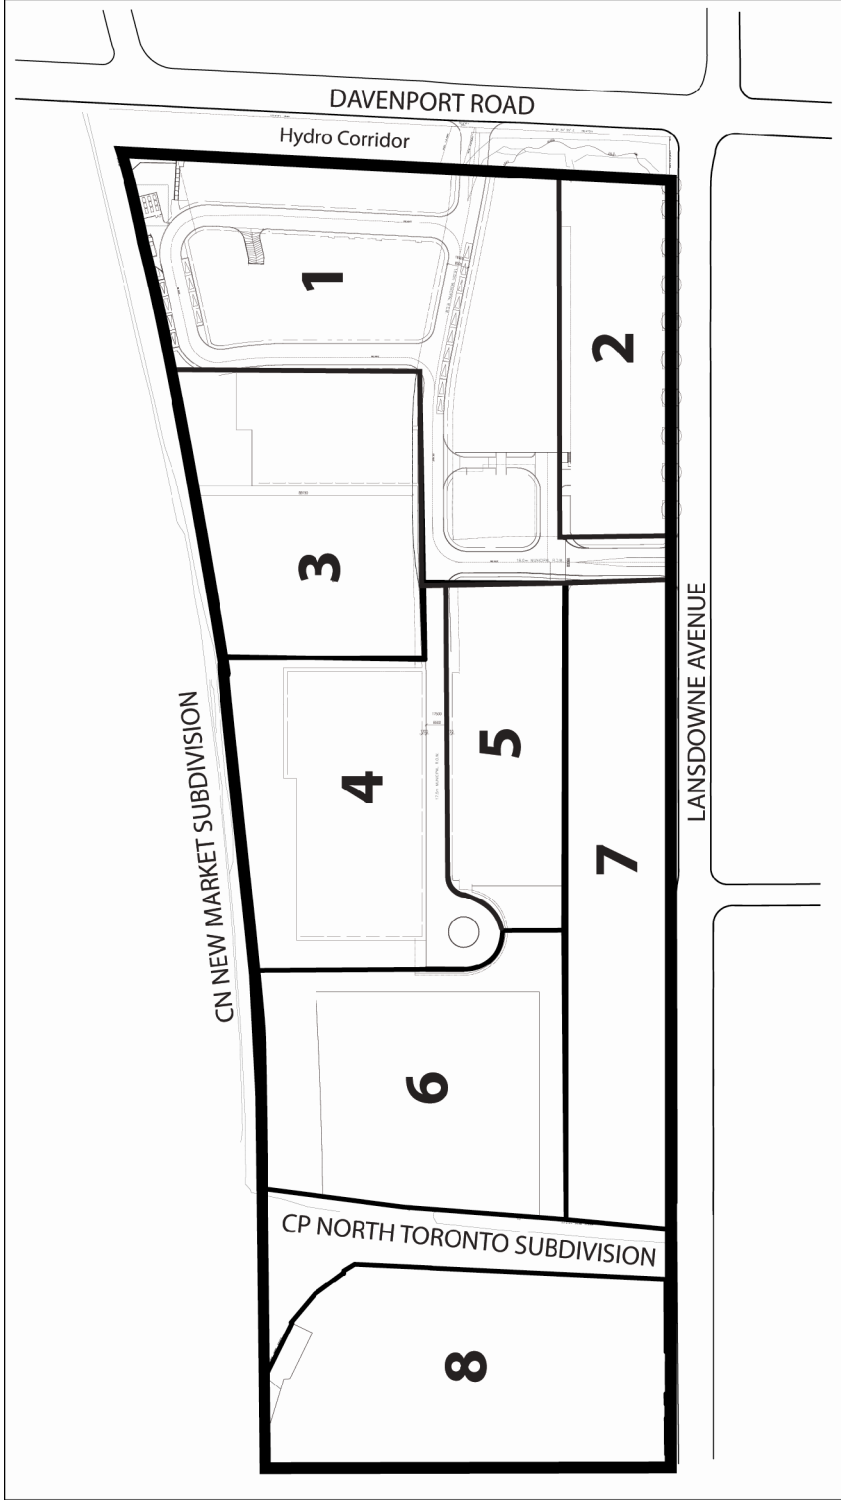 DAVENPORT ROAD
Hydro Corridor
1
2
3
LANSDOWNE AVENUE
CN NEW MARKET SUBDIVISION
5
4
7
6
CP NORTH TORONTO SUBDIVISION
8